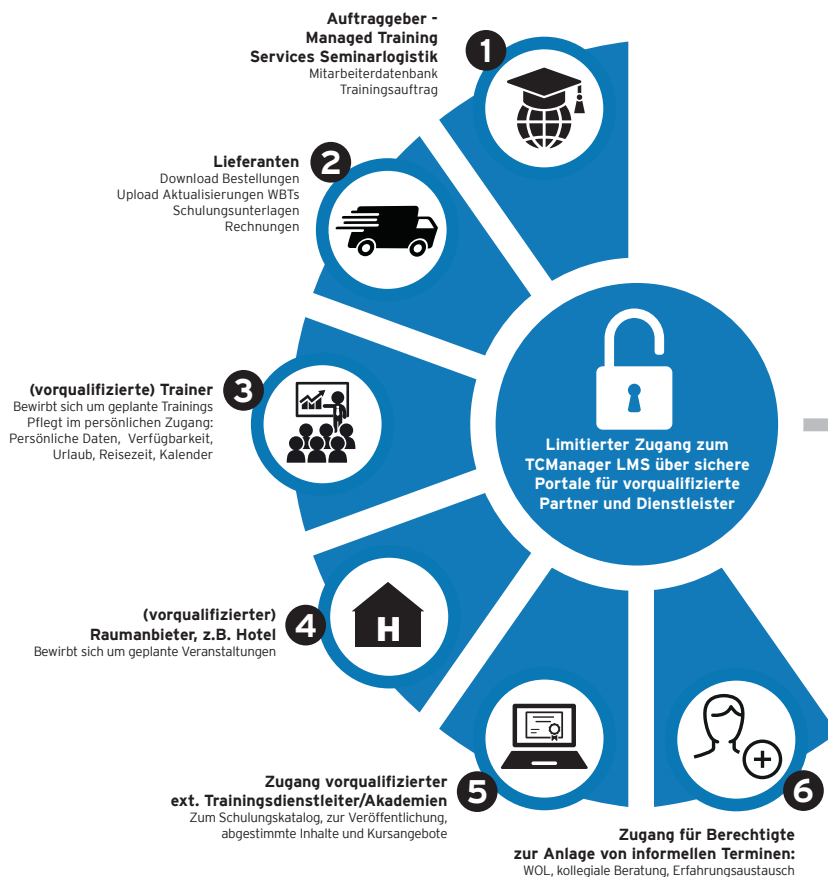 Auftraggeber -
Managed Training
Services Seminarlogistik
Mitarbeiterdatenbank
Trainingsauftrag
1
Lieferanten
Download Bestellungen
Upload Aktualisierungen WBTs
Schulungsunterlagen
Rechnungen
2
(vorqualifizierte) Trainer
Bewirbt sich um geplante Trainings
Pflegt im persönlichen Zugang:
Persönliche Daten, Verfügbarkeit,
Urlaub, Reisezeit, Kalender
3
Limitierter Zugang zum
TCManager LMS über sichere
Portale für vorqualifizierte
Partner und Dienstleister
(vorqualifizierter)
Raumanbieter, z.B. Hotel
Bewirbt sich um geplante Veranstaltungen
4
H
Zugang vorqualifizierter
ext. Trainingsdienstleiter/Akademien
Zum Schulungskatalog, zur Veröffentlichung,
abgestimmte Inhalte und Kursangebote
5
6
Zugang für Berechtigte
zur Anlage von informellen Terminen:
WOL, kollegiale Beratung, Erfahrungsaustausch